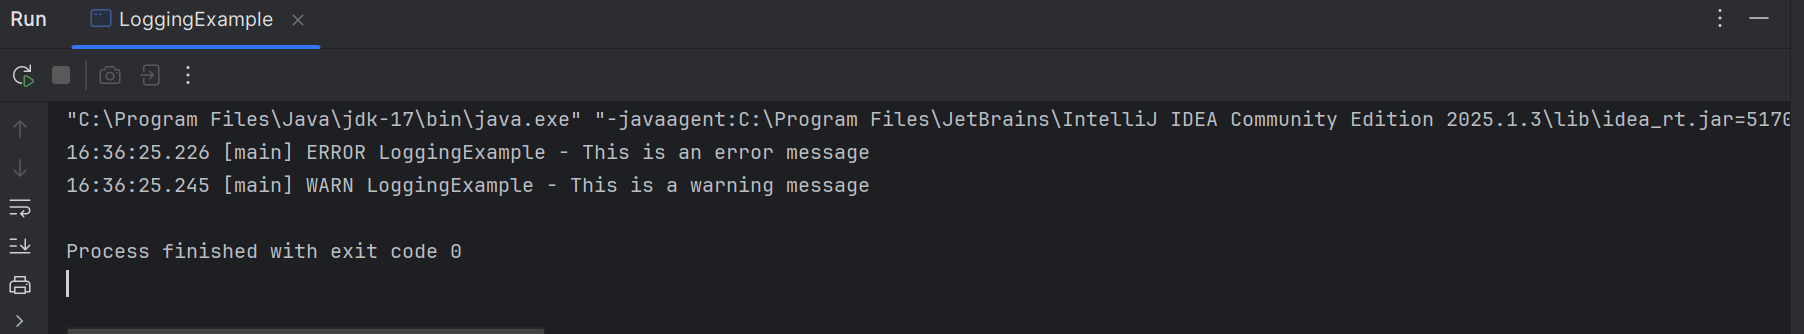 Run LoggingExample
"C:\Program Files\Java\jdk-17\bin\java.exe" "-javaagent:C:\Program Files\JetBrains\IntelliJ IDEA Community Edition 2025.1.3\lib\idea_rt.jar=5170
16:36:25.226 [main] ERROR LoggingExample - This is an error message
16:36:25.245 [main] WARN LoggingExample - This is a warning message
Process finished with exit code 0